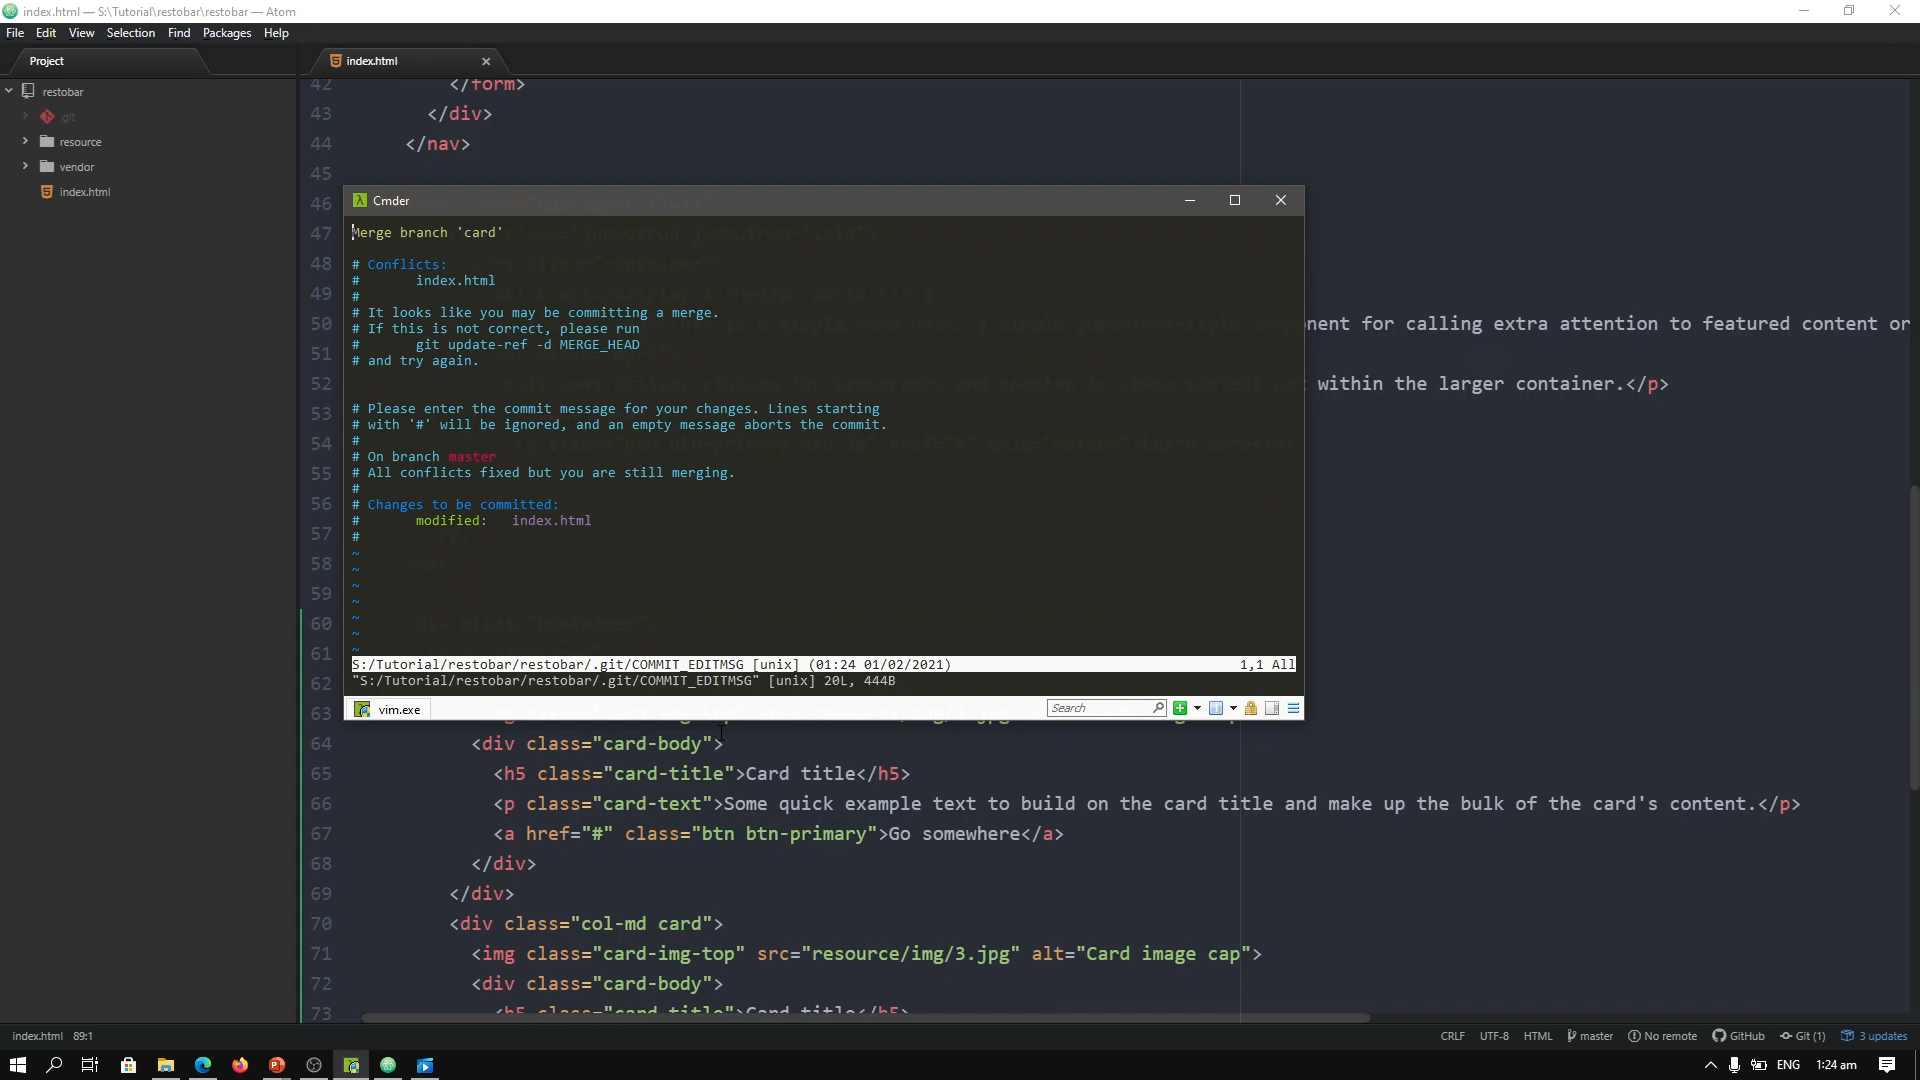 index.html — S:\Tutorial\restobar\restobar — Atom
File Edit View Selection Find Packages Help
Project
index.html
restobar
.git
resource
vendor
index.html
42 </form>
43 </div>
44 </nav>
45
46
47
48
49
50 nent for calling extra attention to featured content or
51
52 within the larger container.</p>
53
54
55
56
57
58
59
60
61
62
63
64 <div class="card-body">
65 <h5 class="card-title">Card title</h5>
66 <p class="card-text">Some quick example text to build on the card title and make up the bulk of the card's content.</p>
67 <a href="#" class="btn btn-primary">Go somewhere</a>
68 </div>
69 </div>
70 <div class="col-md card">
71 <img class="card-img-top" src="resource/img/3.jpg" alt="Card image cap">
72 <div class="card-body">
73 <h5 class="card-title">Card title</h5>
Cmder
Merge branch 'card'
# Conflicts:
#       index.html
#
# It looks like you may be committing a merge.
# If this is not correct, please run
#       git update-ref -d MERGE_HEAD
# and try again.
# Please enter the commit message for your changes. Lines starting
# with '#' will be ignored, and an empty message aborts the commit.
#
# On branch master
# All conflicts fixed but you are still merging.
#
# Changes to be committed:
#       modified:   index.html
#
~
~
~
~
~
~
~
S:/Tutorial/restobar/restobar/.git/COMMIT_EDITMSG [unix] (01:24 01/02/2021) 1,1 All
"S:/Tutorial/restobar/restobar/.git/COMMIT_EDITMSG" [unix] 20L, 444B
vim.exe
Search
index.html 89:1
CRLF UTF-8 HTML master No remote GitHub Git (1) 3 updates
ENG 1:24 am